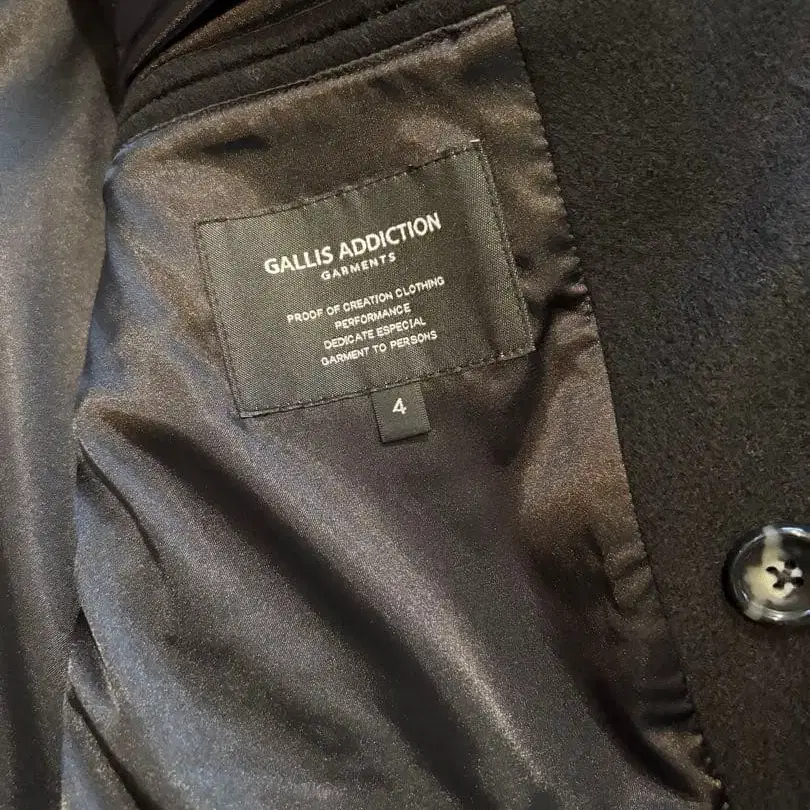 GALLIS ADDICTION
GARMENTS
PROOF OF CREATION CLOTHING
PERFORMANCE
DEDICATE ESPECIAL
GARMENT TO PERSONS
4